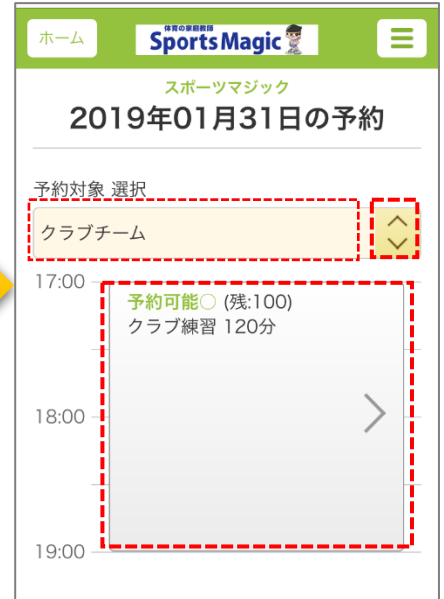 ホーム
体育の家庭教師
Sports Magic
スポーツマジック
2019年01月31日の予約
予約対象 選択
クラブチーム
17:00
予約可能○ (残:100)
クラブ練習 120分
18:00
19:00